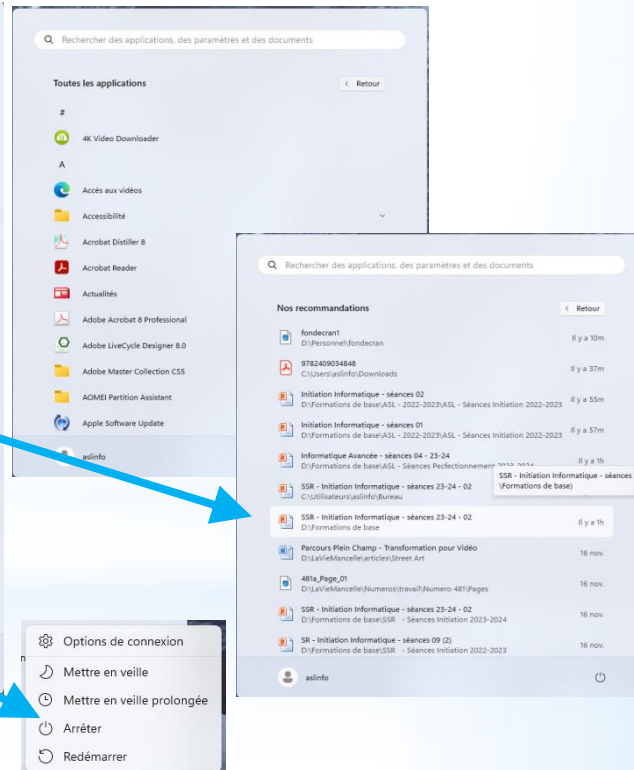 Rechercher des applications, des paramètres et des documents
Toutes les applications
< Retour
#
4K Video Downloader
A
Accès aux vidéos
Accessibilité
Acrobat Distiller 8
Acrobat Reader
Actualités
Adobe Acrobat 8 Professional
Adobe LiveCycle Designer 8.0
Adobe Master Collection CS5
AOMEI Partition Assistant
Apple Software Update
aslinfo
Rechercher des applications, des paramètres et des documents
Nos recommandations
< Retour
fondecran1
Il y a 10m
D:\Personnel\fondecran
9782409034848
Il y a 37m
C:\Users\aslinfo\Downloads
Initiation Informatique - séances 02
Il y a 55m
D:\Formations de base\ASL - 2022-2023\ASL - Séances Initiation 2022-2023
Initiation Informatique - séances 01
Il y a 57m
D:\Formations de base\ASL - 2022-2023\ASL - Séances Initiation 2022-2023
Informatique Avancée - séances 04 - 23-24
Il y a 1h
D:\Formations de base\ASL - Séances Pecfectionnement 2023-2024
SSR - Initiation Informatique - séances
\Formations de base)
SSR - Initiation Informatique - séances 23-24 - 02
C:\Utilisateurs\aslinfo\Bureau
SSR - Initiation Informatique - séances 23-24 - 02
Il y a 1h
D:\Formations de base
Parcours Plein Champ - Transformation pour Vidéo
16 nov.
D:\LaVieMancelle\articles\Street Art
481a_Page_01
16 nov.
D:\LaVieMancelle\Numeros\travail\Numero 481\Pages
SSR - Initiation Informatique - séances 23-24 - 02
16 nov.
D:\Formations de base\SSR - Séances Initiation 2023-2024
SR - Initiation Informatique - séances 09 (2)
16 nov.
D:\Formations de base\SSR - Séances Initiation 2022-2023
aslinfo
Options de connexion
Mettre en veille
Mettre en veille prolongée
Arrêter
Redémarrer